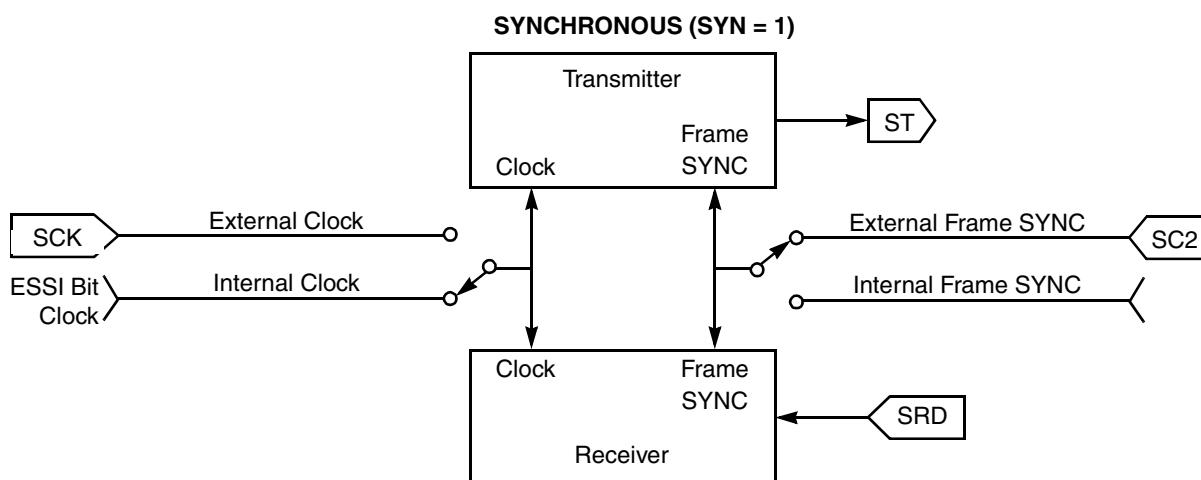 SYNCHRONOUS (SYN = 1)
Transmitter
ST
Frame
SYNC
Clock
External Clock
SCK
External Frame SYNC
SC2
ESSI Bit
Clock
Internal Clock
Internal Frame SYNC
Clock
Frame
SYNC
SRD
Receiver